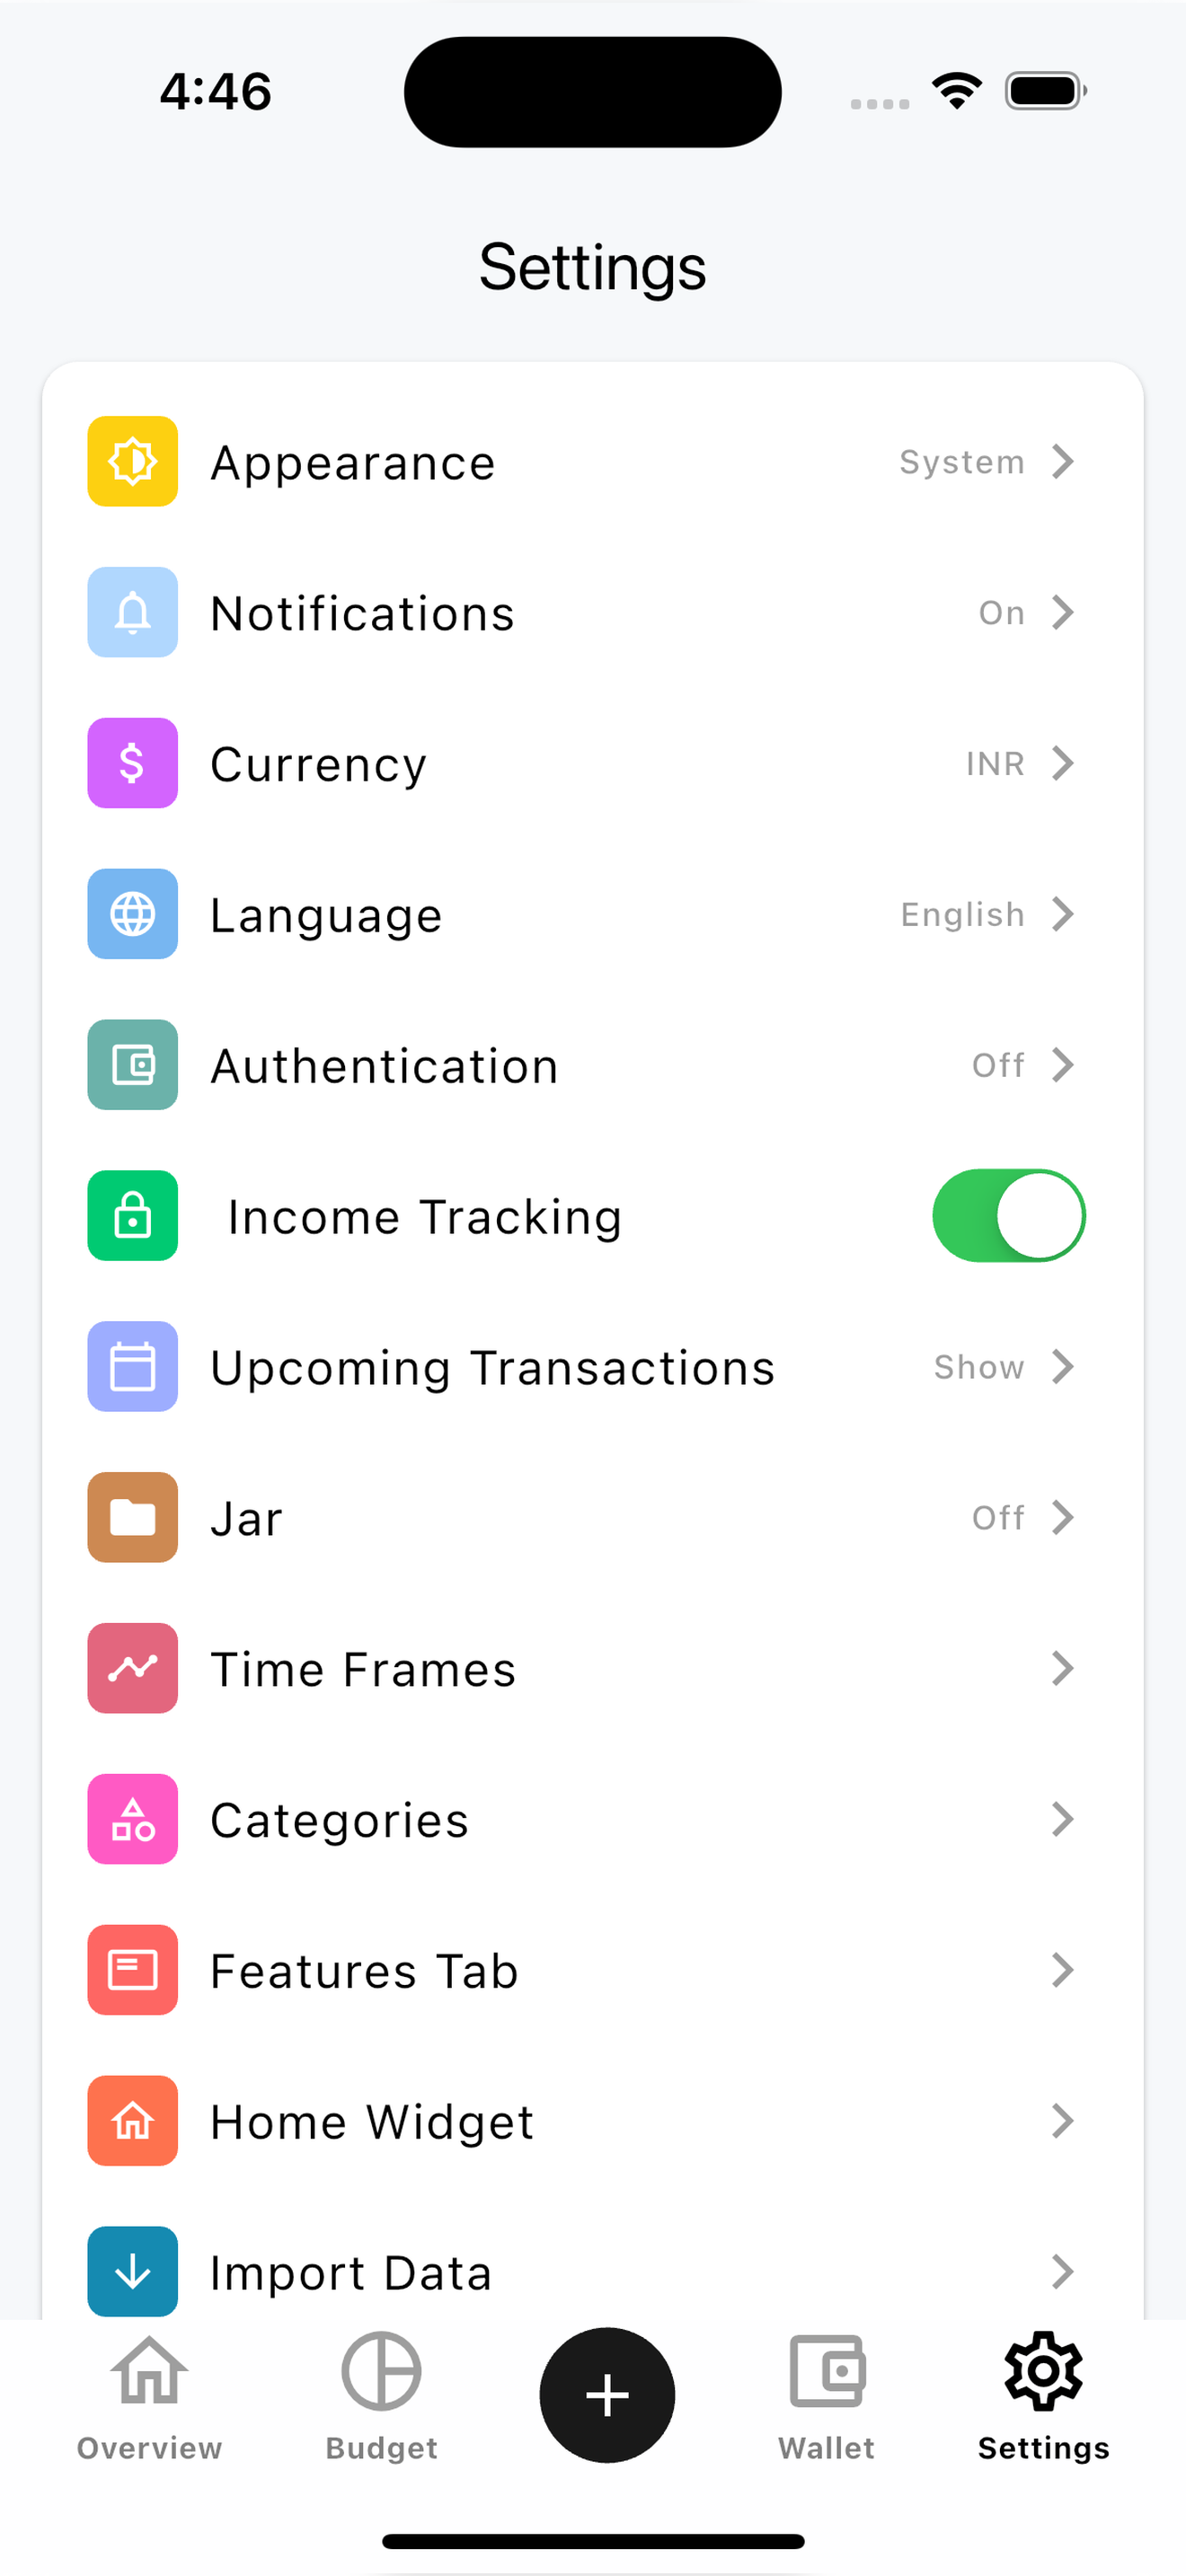 4:46
Settings
Appearance System
Notifications On
$ Currency INR
Language English
Authentication Off
Income Tracking
Upcoming Transactions Show
Jar Off
Time Frames
Categories
Features Tab
Home Widget
Import Data
Overview Budget + Wallet Settings